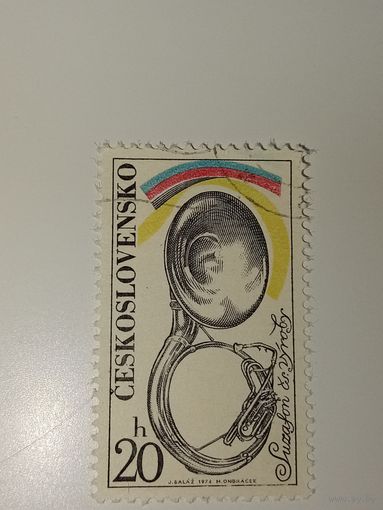 ČESKOSLOVENSKO
20 h
Suzafon čs. výroby
J. BALÁŽ 1974 M. ONDRÁČEK